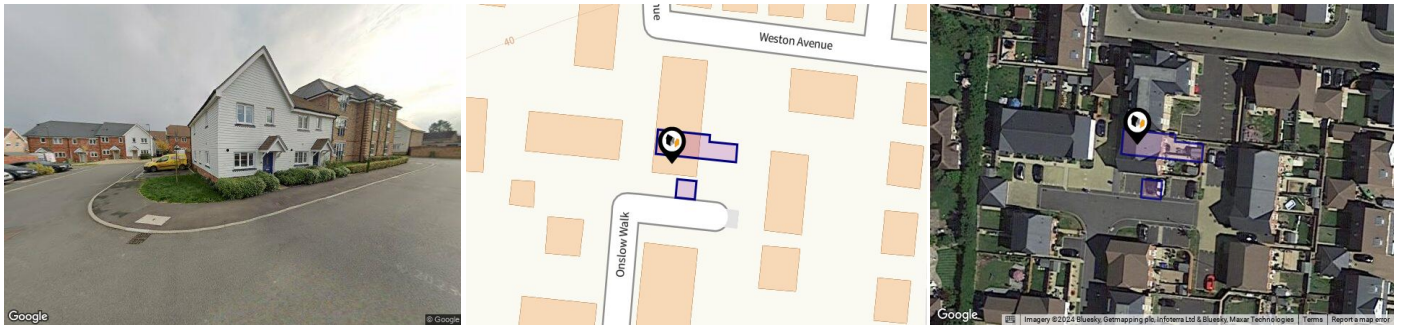 Google
© Google
nue
Weston Avenue
40
Onslow Walk
Google
Imagery ©2024 Bluesky, Getmapping plc, Infoterra Ltd & Bluesky, Maxar Technologies
Terms
Report a map error